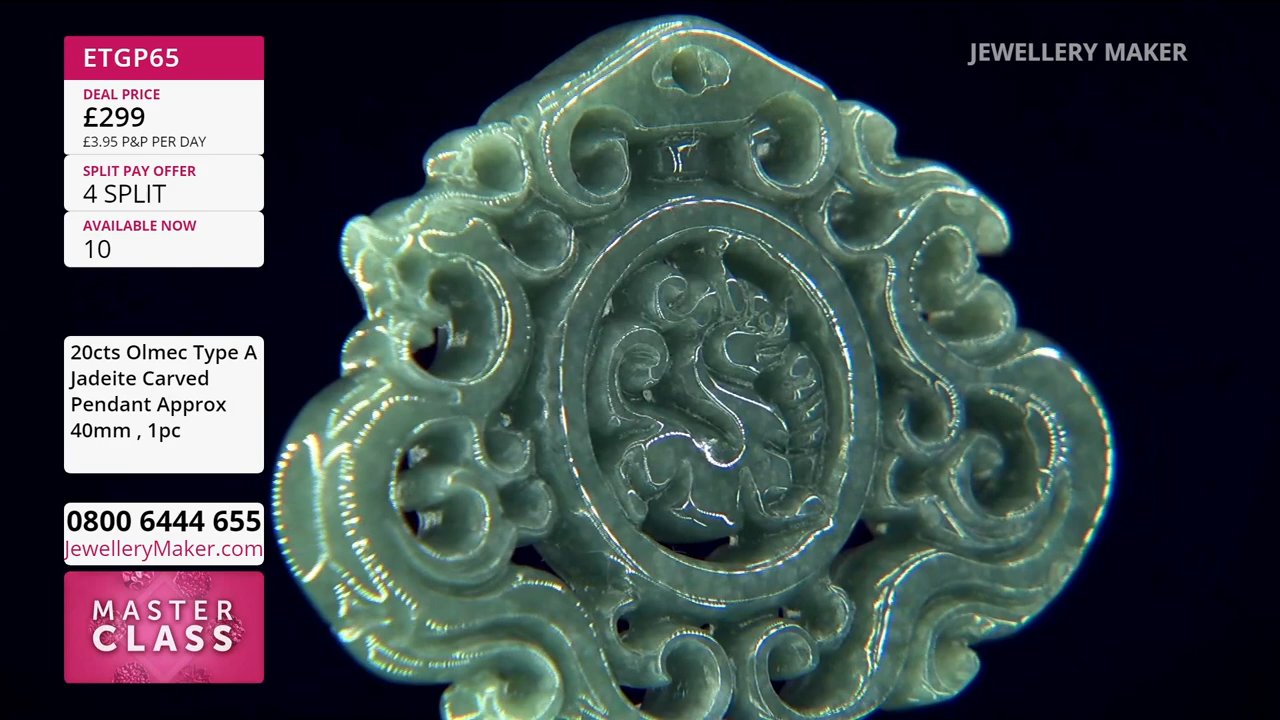 ETGP65
DEAL PRICE
£299
£3.95 P&P PER DAY
SPLIT PAY OFFER
4 SPLIT
AVAILABLE NOW
10
20cts Olmec Type A
Jadeite Carved
Pendant Approx
40mm , 1pc
0800 6444 655
JewelleryMaker.com
MASTER
CLASS
JEWELLERY MAKER